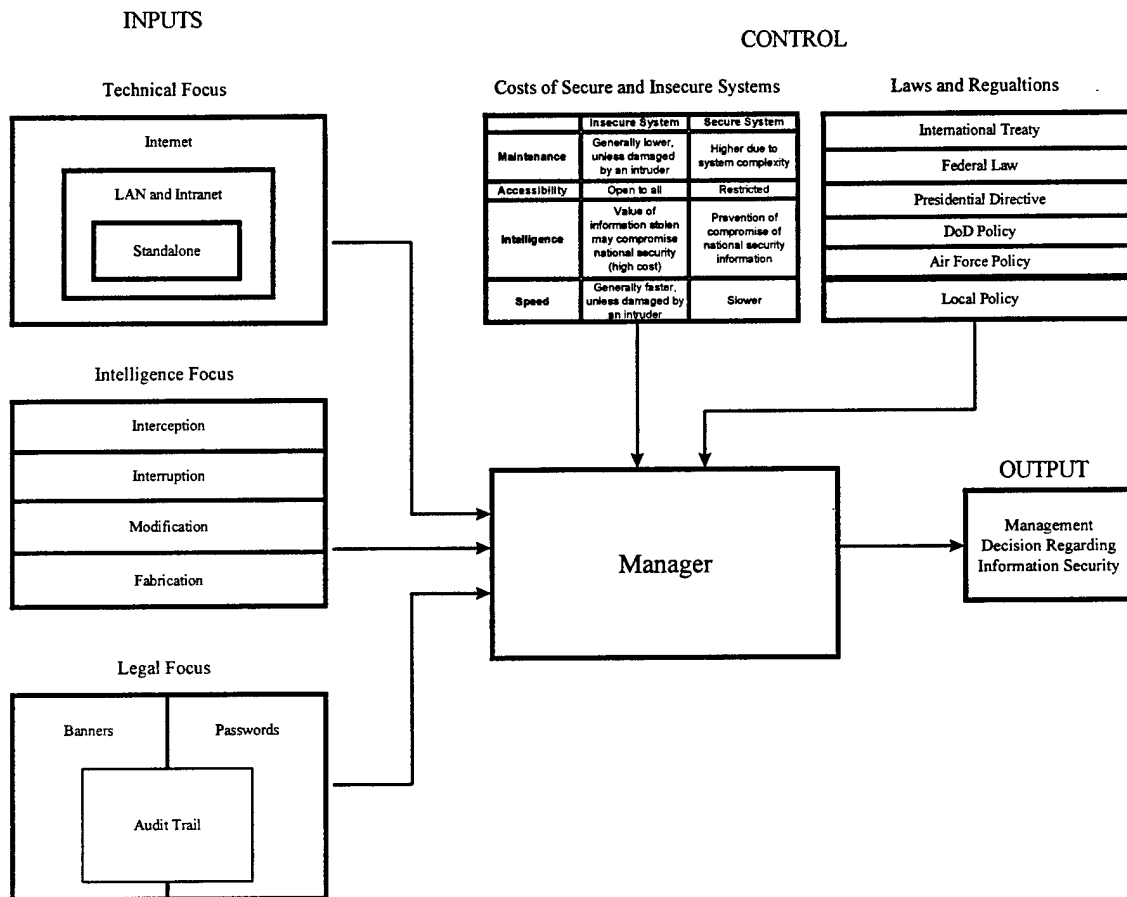 INPUTS
CONTROL
Technical Focus
Internet
LAN and Intranet
Standalone
Intelligence Focus
Interception
Interruption
Modification
Fabrication
Legal Focus
Banners
Passwords
Audit Trail
Costs of Secure and Insecure Systems
Insecure System
Secure System
Maintenance
Generally lower,
unless damaged
by an intruder
Higher due to
system complexity
Accessibility
Open to all
Restricted
Intelligence
Value of
information stolen
may compromise
national security
(high cost)
Prevention of
compromise of
national security
information
Speed
Generally faster,
unless damaged by
an intruder
Slower
Laws and Regualtions
International Treaty
Federal Law
Presidential Directive
DoD Policy
Air Force Policy
Local Policy
Manager
OUTPUT
Management
Decision Regarding
Information Security